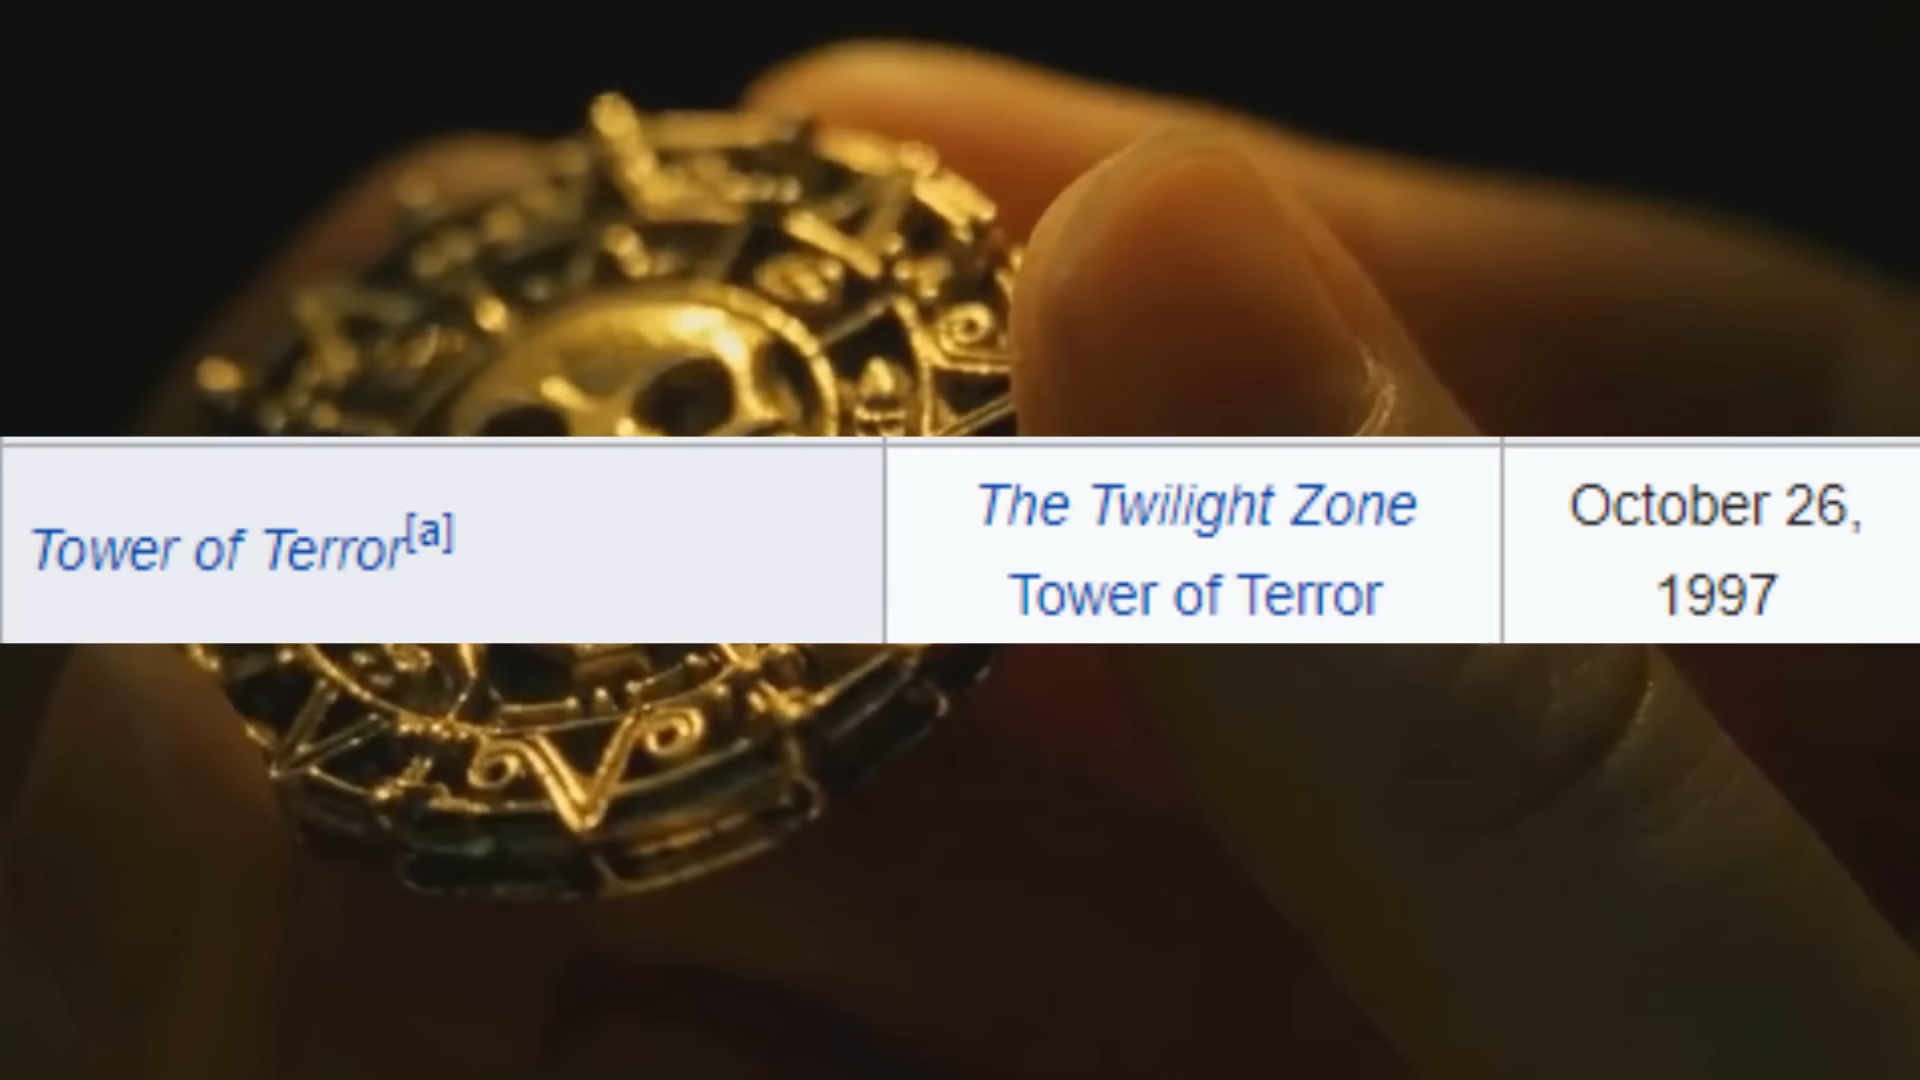 Tower of Terror[a]
The Twilight Zone
Tower of Terror
October 26,
1997